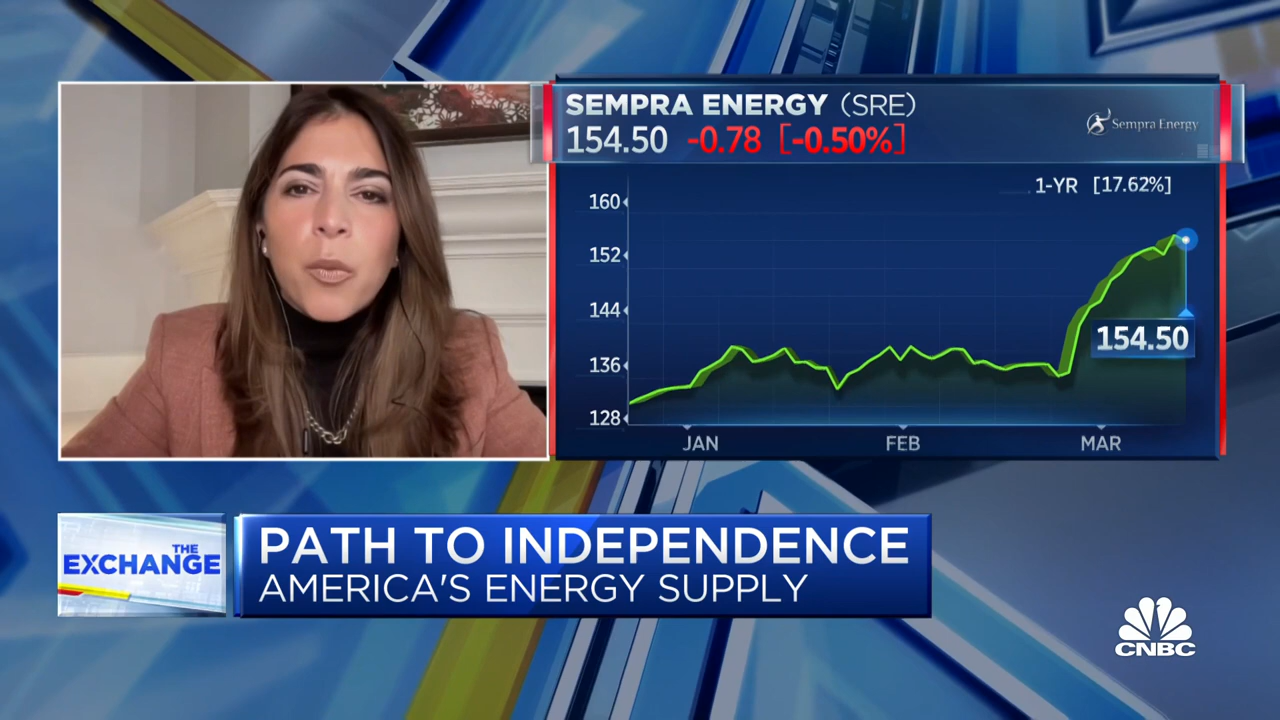 SEMPRA ENERGY (SRE)
154.50 -0.78 [-0.50%]
Sempra Energy
1-YR [17.62%]
160
152
144
136
128
154.50
JAN FEB MAR
THE
EXCHANGE
PATH TO INDEPENDENCE
AMERICA'S ENERGY SUPPLY
CNBC